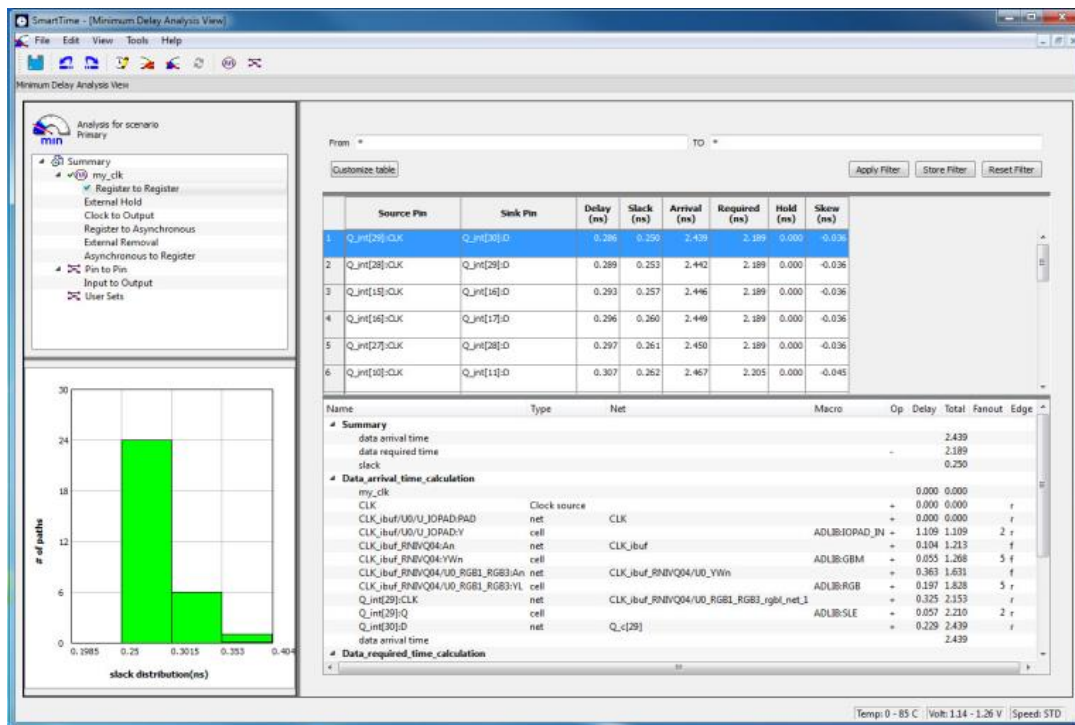 SmartTime - [Minimum Delay Analysis View]
File Edit View Tools Help
Minimum Delay Analysis View
Analysis for scenario
Primary
min
Summary
my_clk
Register to Register
External Hold
Clock to Output
Register to Asynchronous
External Removal
Asynchronous to Register
Pin to Pin
Input to Output
User Sets
From * TO *
Customize table Apply Filter Store Filter Reset Filter
Source Pin Sink Pin Delay (ns) Slack (ns) Arrival (ns) Required (ns) Hold (ns) Skew (ns)
1 Q_int[29]:CLK Q_int[30]:D 0.286 0.250 2.439 2.189 0.000 -0.036
2 Q_int[28]:CLK Q_int[29]:D 0.289 0.253 2.442 2.189 0.000 -0.036
3 Q_int[15]:CLK Q_int[16]:D 0.293 0.257 2.446 2.189 0.000 -0.036
4 Q_int[16]:CLK Q_int[17]:D 0.296 0.260 2.449 2.189 0.000 -0.036
5 Q_int[27]:CLK Q_int[28]:D 0.297 0.261 2.450 2.189 0.000 -0.036
6 Q_int[10]:CLK Q_int[11]:D 0.307 0.262 2.467 2.205 0.000 -0.045
Name Type Net Macro Op Delay Total Fanout Edge
Summary
data arrival time 2.439
data required time - 2.189
slack 0.250
Data_arrival_time_calculation
my_clk 0.000 0.000
CLK Clock source + 0.000 0.000 r
CLK_ibuf/U0/U_IOPAD:PAD net CLK + 0.000 0.000 r
CLK_ibuf/U0/U_IOPAD:Y cell ADLIB:IOPAD_IN + 1.109 1.109 2 r
CLK_ibuf_RNIVQ04:An net CLK_ibuf + 0.104 1.213 f
CLK_ibuf_RNIVQ04:YWn cell ADLIB:GBM + 0.055 1.268 5 f
CLK_ibuf_RNIVQ04/U0_RGB1_RGB3:An net CLK_ibuf_RNIVQ04/U0_YWn + 0.363 1.631 f
CLK_ibuf_RNIVQ04/U0_RGB1_RGB3:YL cell ADLIB:RGB + 0.197 1.828 5 r
Q_int[29]:CLK net CLK_ibuf_RNIVQ04/U0_RGB1_RGB3_rgbl_net_1 + 0.325 2.153 r
Q_int[29]:Q cell ADLIB:SLE + 0.057 2.210 2 r
Q_int[30]:D net Q_c[29] + 0.229 2.439 r
data arrival time 2.439
Data_required_time_calculation
30
24
18
12
6
0
# of paths
0.1985 0.25 0.3015 0.353 0.404
slack distribution(ns)
Temp: 0 - 85 C Volt: 1.14 - 1.26 V Speed: STD